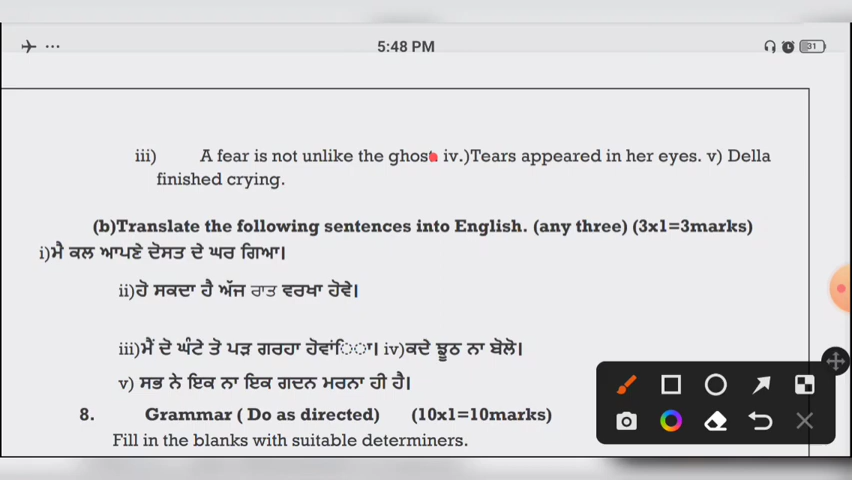 5:48 PM
31
iii) A fear is not unlike the ghost. iv.)Tears appeared in her eyes. v) Della
finished crying.
(b)Translate the following sentences into English. (any three) (3x1=3marks)
i)ਮੈ ਕਲ ਆਪਣੇ ਦੋਸਤ ਦੇ ਘਰ ਗਿਆ।
ii)ਹੋ ਸਕਦਾ ਹੈ ਅੱਜ ਰਾਤ ਵਰਖਾ ਹੋਵੇ।
iii)ਮੈਂ ਦੋ ਘੰਟੇ ਤੋ ਪੜ ਗਰਹਾ ਹੋਵਾਂਿਾ। iv)ਕਦੇ ਝੂਠ ਨਾ ਬੋਲੋ।
v) ਸਭ ਨੇ ਇਕ ਨਾ ਇਕ ਗਦਨ ਮਰਨਾ ਹੀ ਹੈ।
8. Grammar ( Do as directed) (10x1=10marks)
Fill in the blanks with suitable determiners.